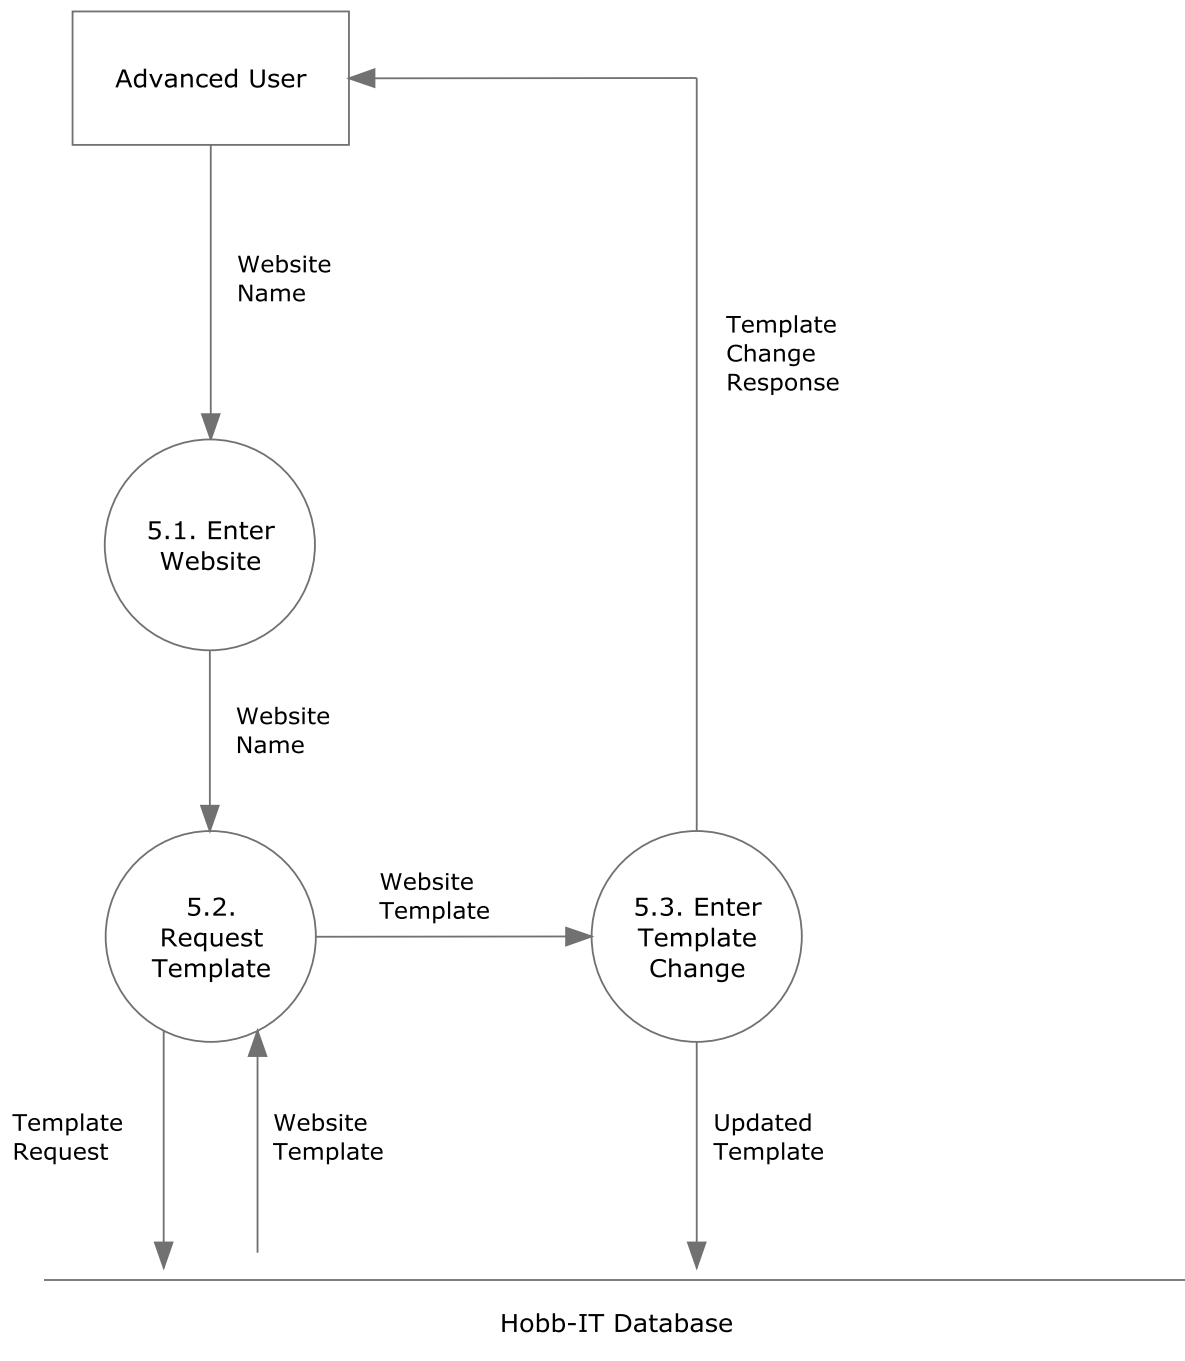 Advanced User
Website
Name
Template
Change
Response
5.1. Enter
Website
Website
Name
Website
Template
5.2.
Request
Template
5.3. Enter
Template
Change
Template
Request
Website
Template
Updated
Template
Hobb-IT Database